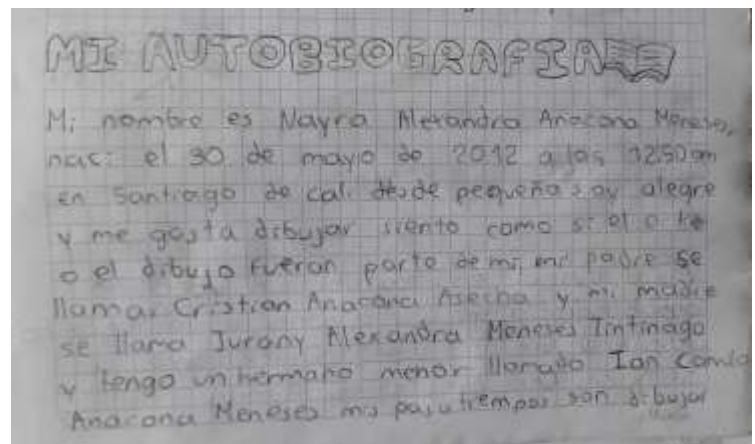 MI AUTOBIOGRAFIA
Mi nombre es Nayra Alexandra Anacona Meneses,
naci el 30 de mayo de 2012 a las 12:50am
en Santiago de cali desde pequeña soy alegre
y me gusta dibujar siento como si el arte
o el dibujo fueran parte de mi, mi padre se
llama. Cristian Anacona Asecho y mi madre
se llama Jurany Alexandra Meneses Tintinago
y tengo un hermano menor llamado Ian Camilo
Anacona Meneses mis pasatiempos son dibujar